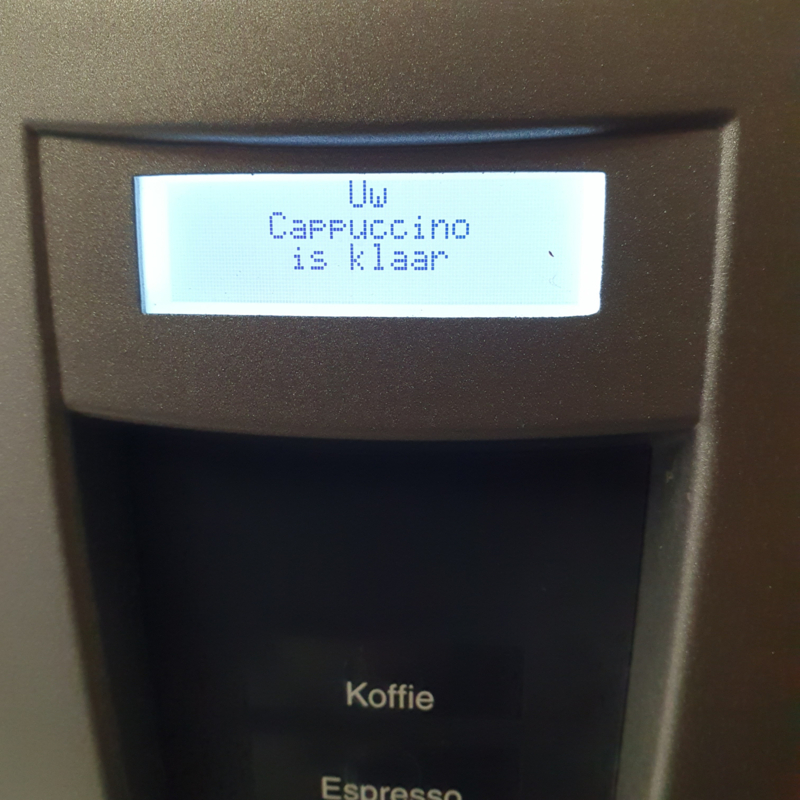 Uw
Cappuccino
is klaar
Koffie
Espresso